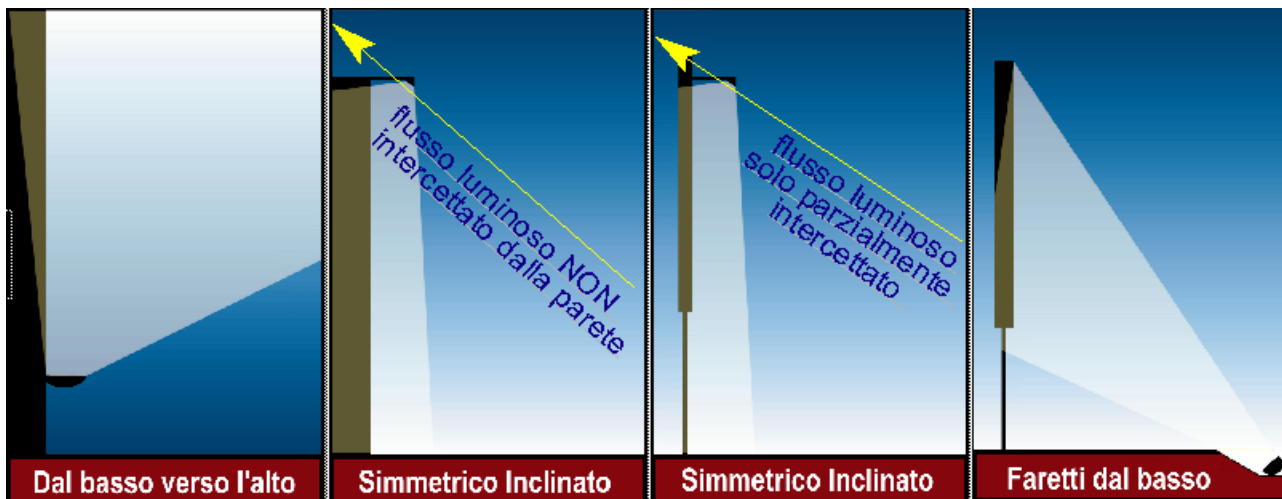 flusso luminoso NON
intercettato dalla parete
flusso luminoso
solo parzialmente
intercettato
Dal basso verso l'alto
Simmetrico Inclinato
Simmetrico Inclinato
Faretti dal basso